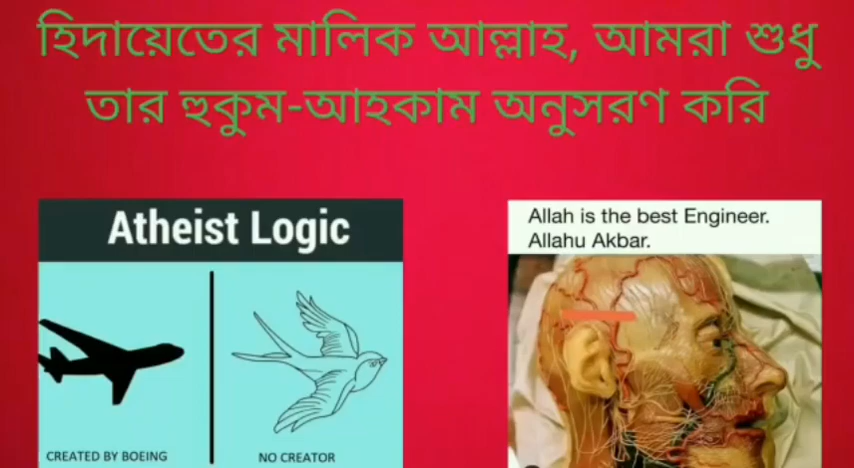 হিদায়েতের মালিক আল্লাহ, আমরা শুধু
তার হুকুম-আহকাম অনুসরণ করি
Atheist Logic
CREATED BY BOEING
NO CREATOR
Allah is the best Engineer.
Allahu Akbar.